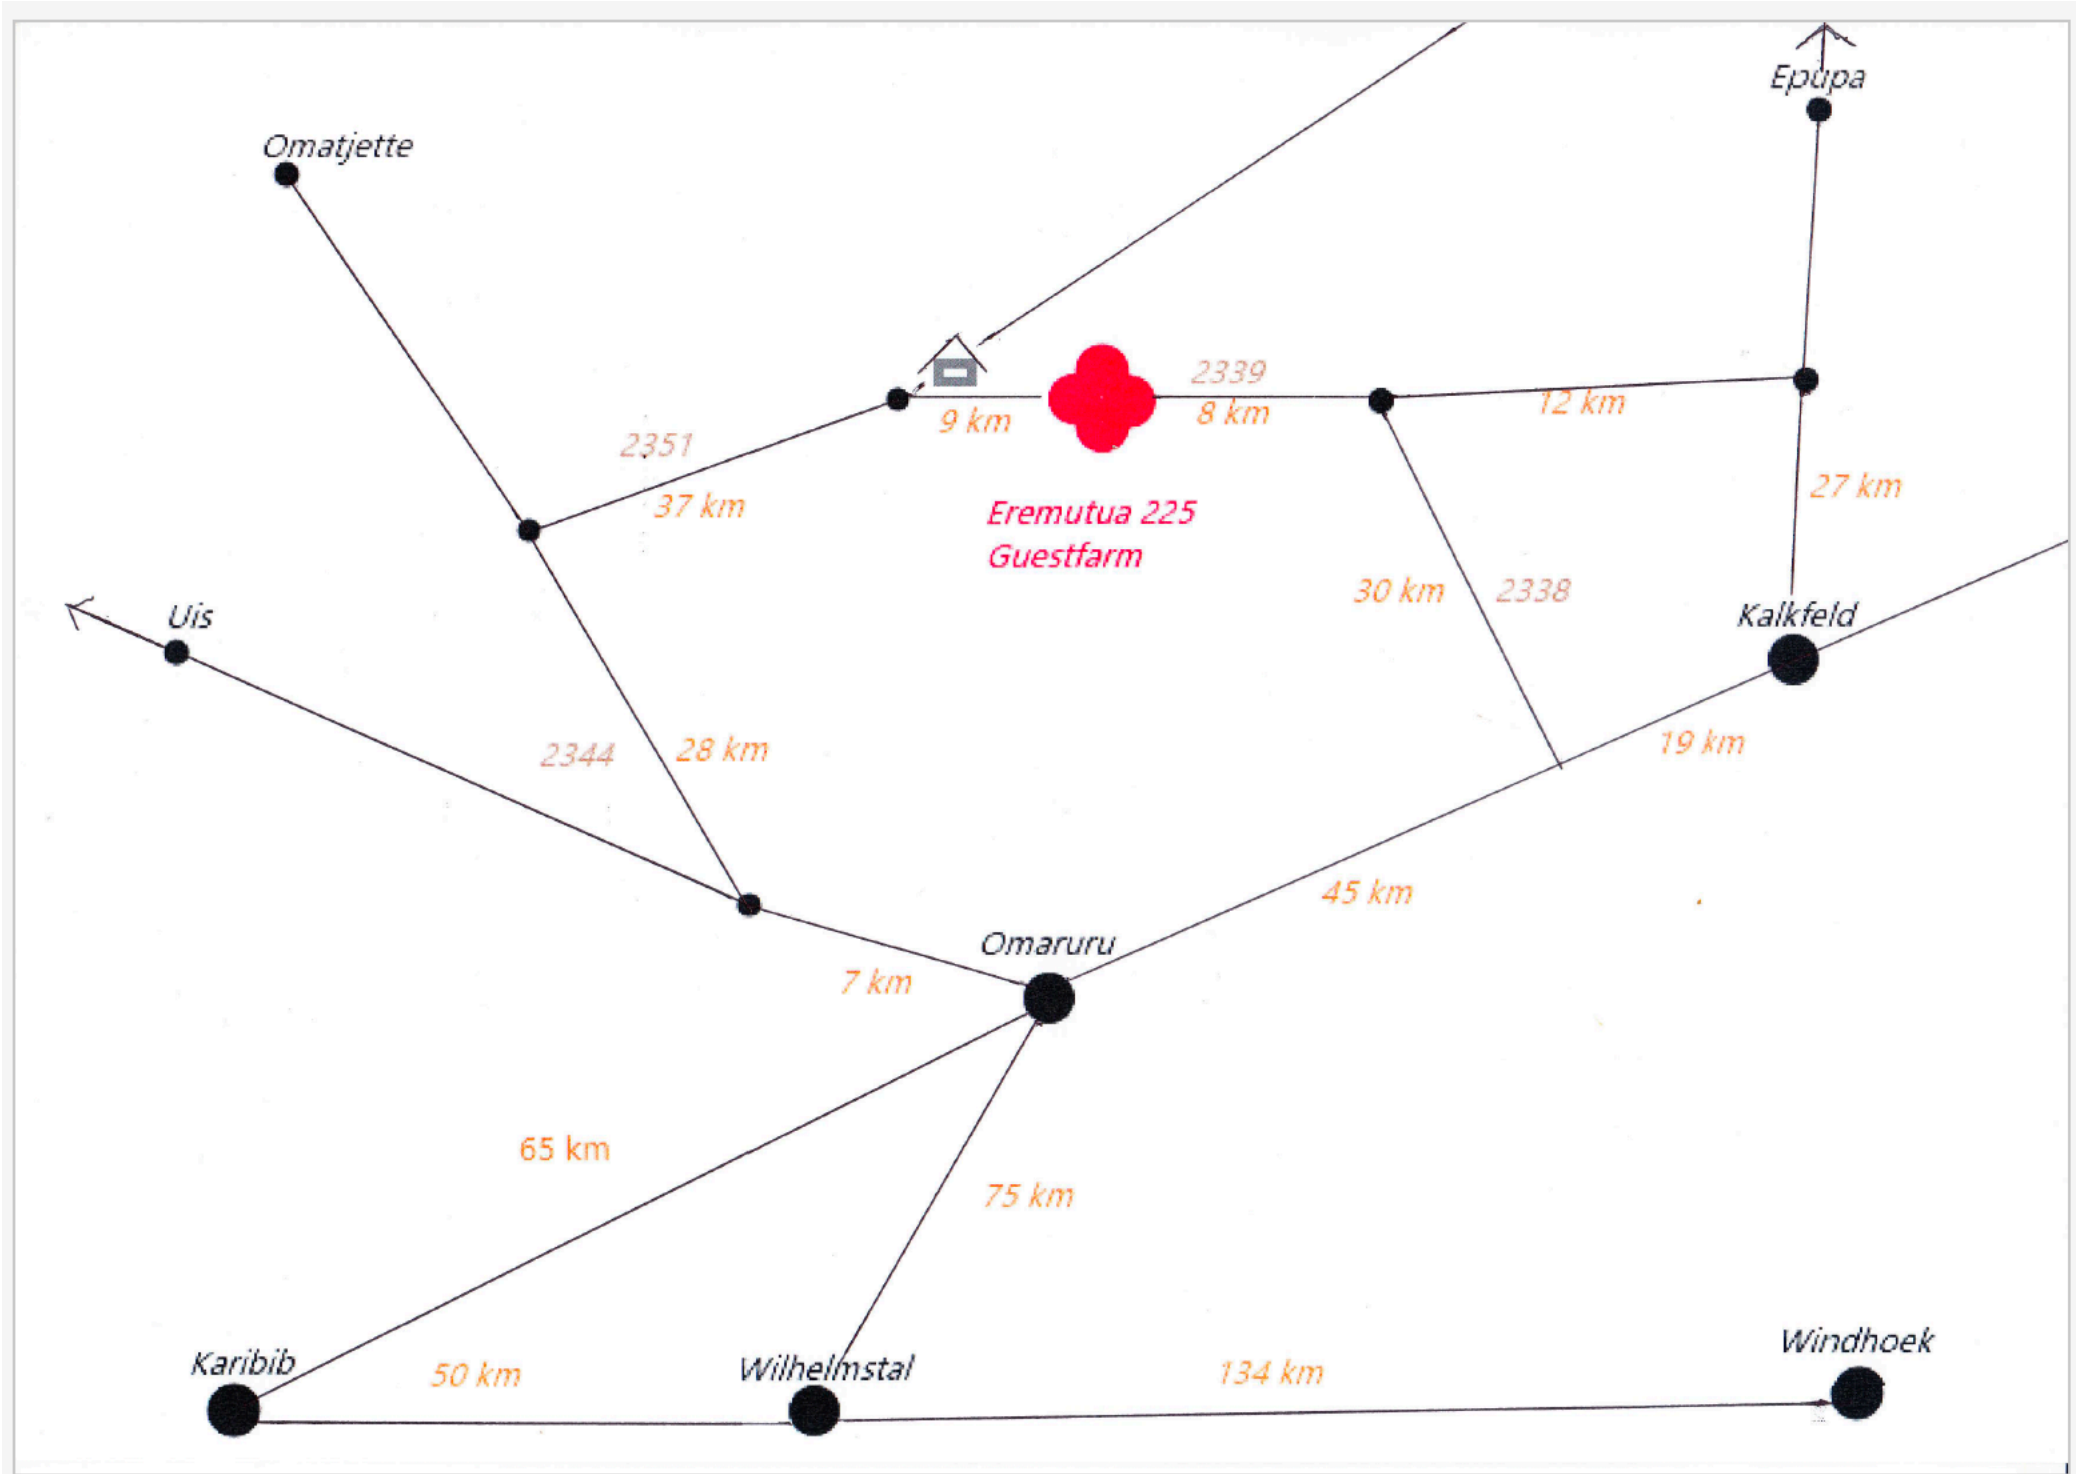 Epupa
Omatjette
2339
9 km
8 km
12 km
2351
37 km
27 km
Eremutua 225
Guestfarm
30 km
2338
Uis
Kalkfeld
2344
28 km
19 km
45 km
Omaruru
7 km
65 km
75 km
Karibib
50 km
Wilhelmstal
134 km
Windhoek